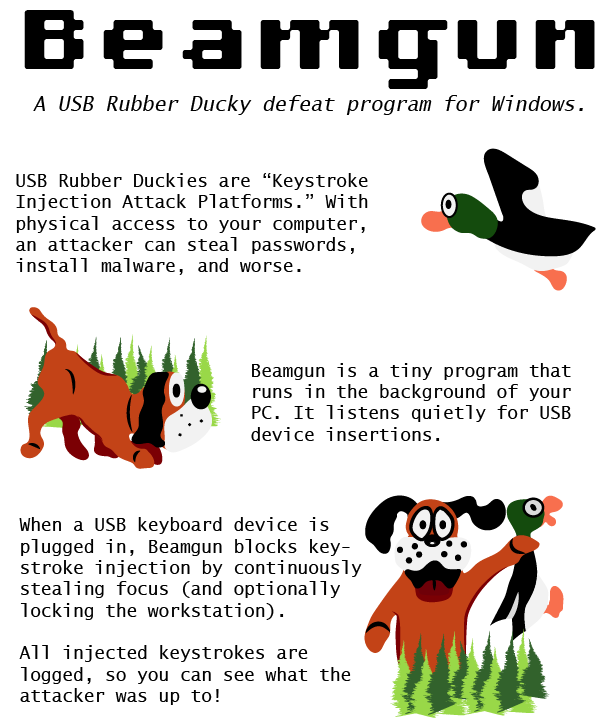 Beamgun
A USB Rubber Ducky defeat program for Windows.
USB Rubber Duckies are “Keystroke
Injection Attack Platforms.” With
physical access to your computer,
an attacker can steal passwords,
install malware, and worse.
Beamgun is a tiny program that
runs in the background of your
PC. It listens quietly for USB
device insertions.
When a USB keyboard device is
plugged in, Beamgun blocks key-
stroke injection by continuously
stealing focus (and optionally
locking the workstation).
All injected keystrokes are
logged, so you can see what the
attacker was up to!